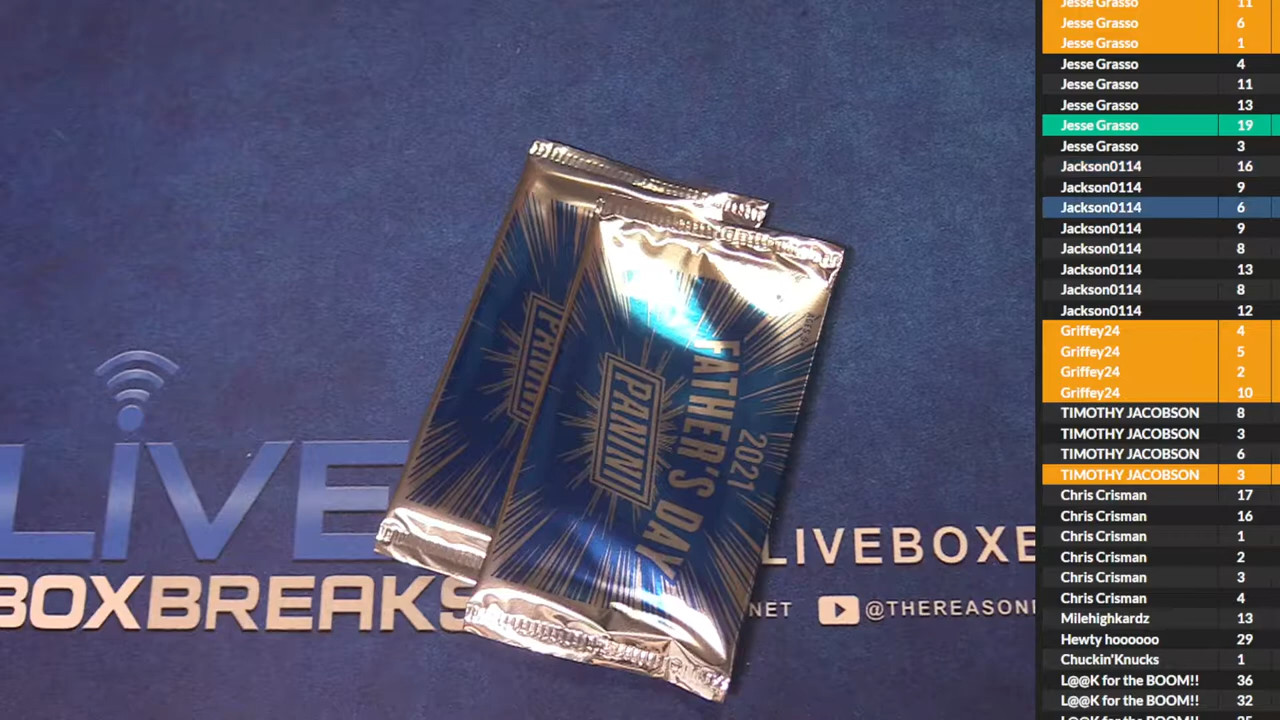 PANINI
FATHER'S DAY
2021
PANINI
LIVE
BOXBREAKS
LIVEBOXE
NET
@THEREASON
Jesse Grasso 11
Jesse Grasso 6
Jesse Grasso 1
Jesse Grasso 4
Jesse Grasso 11
Jesse Grasso 13
Jesse Grasso 19
Jesse Grasso 3
Jackson0114 16
Jackson0114 9
Jackson0114 6
Jackson0114 9
Jackson0114 8
Jackson0114 13
Jackson0114 8
Jackson0114 12
Griffey24 4
Griffey24 5
Griffey24 2
Griffey24 10
TIMOTHY JACOBSON 8
TIMOTHY JACOBSON 3
TIMOTHY JACOBSON 6
TIMOTHY JACOBSON 3
Chris Crisman 17
Chris Crisman 16
Chris Crisman 1
Chris Crisman 2
Chris Crisman 3
Chris Crisman 4
Milehighkardz 13
Hewty hoooooo 29
Chuckin'Knucks 1
L@@K for the BOOM!! 36
L@@K for the BOOM!! 32